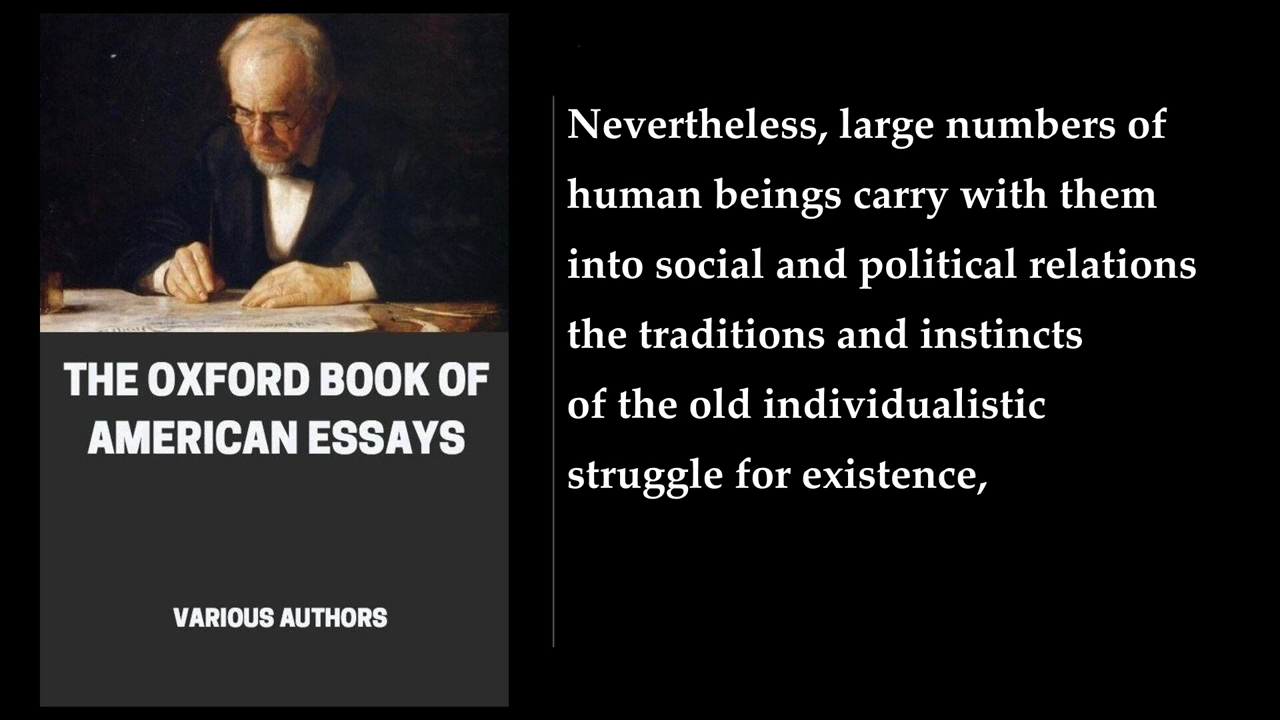 THE OXFORD BOOK OF
AMERICAN ESSAYS
VARIOUS AUTHORS
Nevertheless, large numbers of
human beings carry with them
into social and political relations
the traditions and instincts
of the old individualistic
struggle for existence,